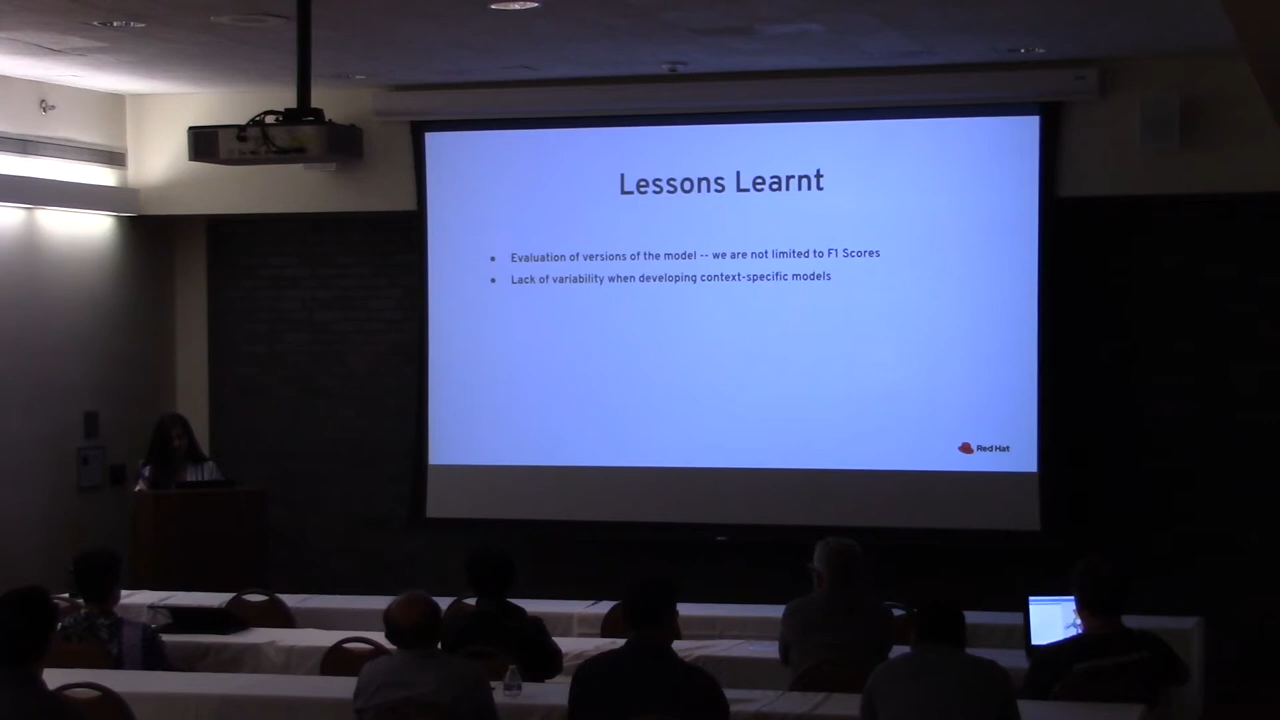 Lessons Learnt
• Evaluation of versions of the model -- we are not limited to F1 Scores
• Lack of variability when developing context-specific models
Red Hat